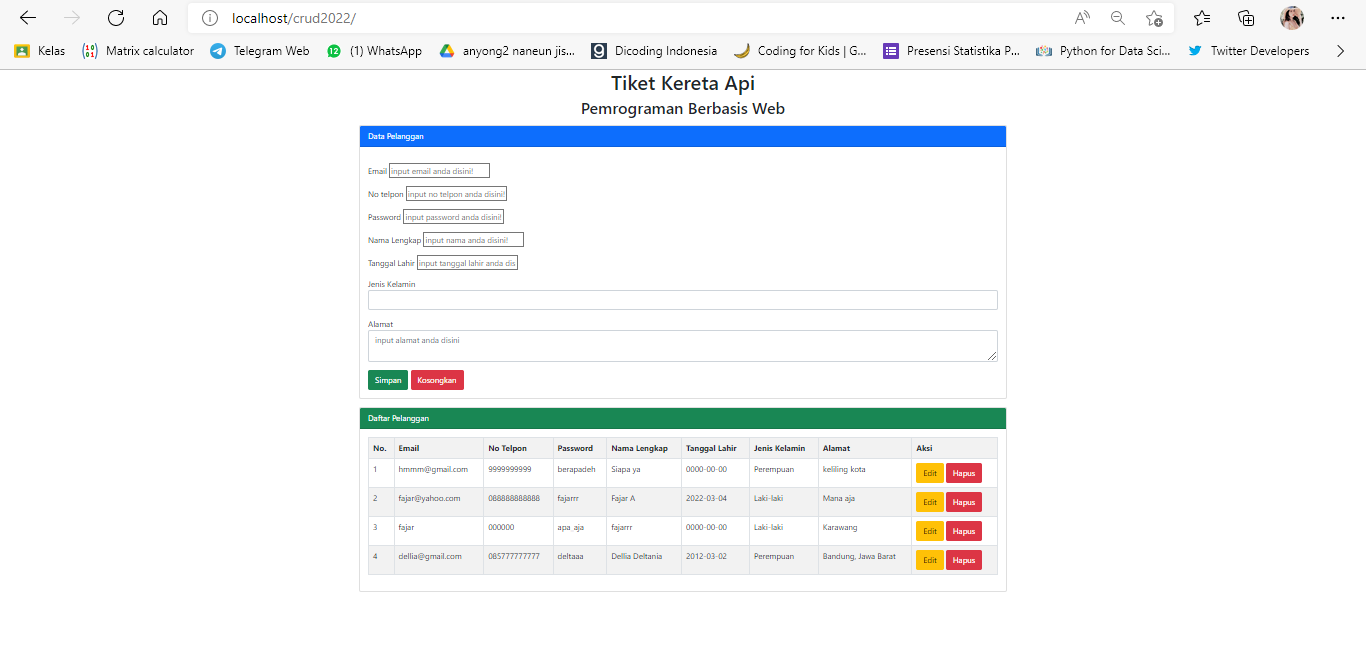 localhost/crud2022/
Kelas Matrix calculator Telegram Web (1) WhatsApp anyong2 naneun jis... Dicoding Indonesia Coding for Kids | G... Presensi Statistika P... Python for Data Sci... Twitter Developers
Tiket Kereta Api
Pemrograman Berbasis Web
Data Pelanggan
Email input email anda disini!
No telpon input no telpon anda disini!
Password input password anda disini!
Nama Lengkap input nama anda disini!
Tanggal Lahir input tanggal lahir anda dis
Jenis Kelamin
Alamat
input alamat anda disini
Simpan Kosongkan
Daftar Pelanggan
No. Email No Telpon Password Nama Lengkap Tanggal Lahir Jenis Kelamin Alamat Aksi
1 hmmm@gmail.com 9999999999 berapadeh Siapa ya 0000-00-00 Perempuan keliling kota Edit Hapus
2 fajar@yahoo.com 088888888888 fajarrr Fajar A 2022-03-04 Laki-laki Mana aja Edit Hapus
3 fajar 000000 apa_aja fajarrr 0000-00-00 Laki-laki Karawang Edit Hapus
4 dellia@gmail.com 085777777777 deltaaa Dellia Deltania 2012-03-02 Perempuan Bandung, Jawa Barat Edit Hapus